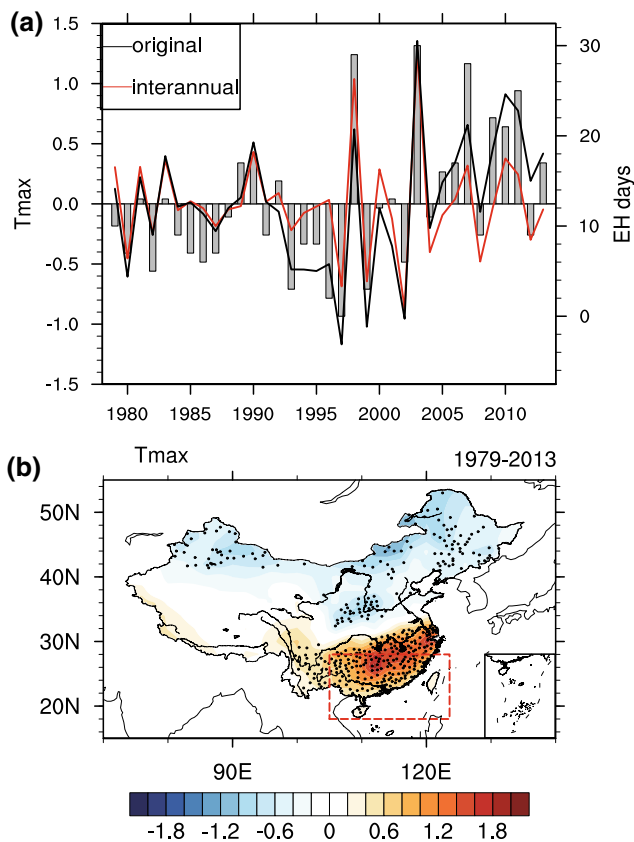 (a)
original
interannual
Tmax
1.5
1.0
0.5
0.0
-0.5
-1.0
-1.5
EH days
30
20
10
0
1980 1985 1990 1995 2000 2005 2010
(b)
Tmax 1979-2013
50N
40N
30N
20N
90E 120E
-1.8 -1.2 -0.6 0 0.6 1.2 1.8